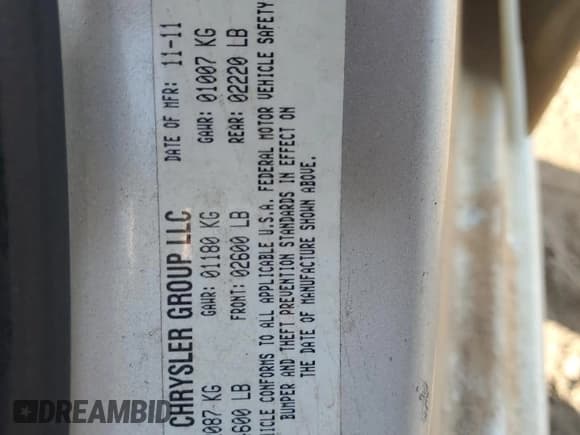 CHRYSLER GROUP LLC DATE OF MFR: 11-11
087 KG GAWR: 01180 KG GAWR: 01007 KG
600 LB FRONT: 02600 LB REAR: 02220 LB
ICLE CONFORMS TO ALL APPLICABLE U.S.A. FEDERAL MOTOR VEHICLE SAFETY
BUMPER AND THEFT PREVENTION STANDARDS IN EFFECT ON
THE DATE OF MANUFACTURE SHOWN ABOVE.
DREAMBID